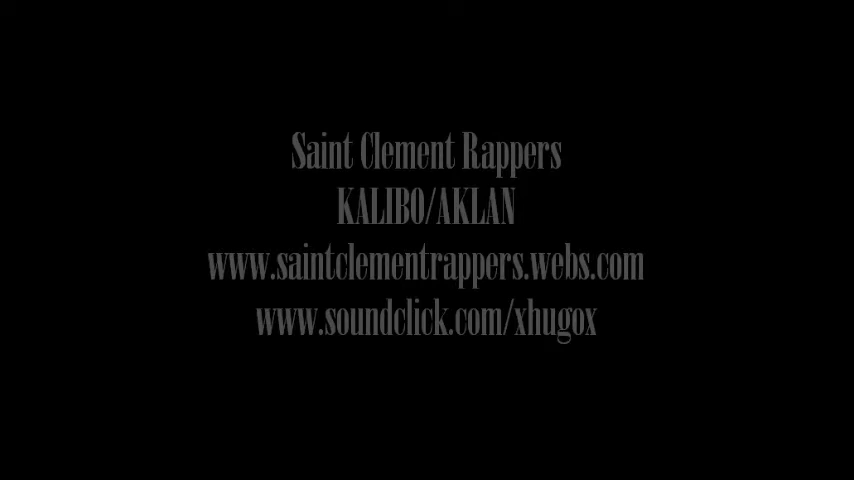 Saint Clement Rappers
KALIBO/AKLAN
www.saintclementrappers.webs.com
www.soundclick.com/xhugox